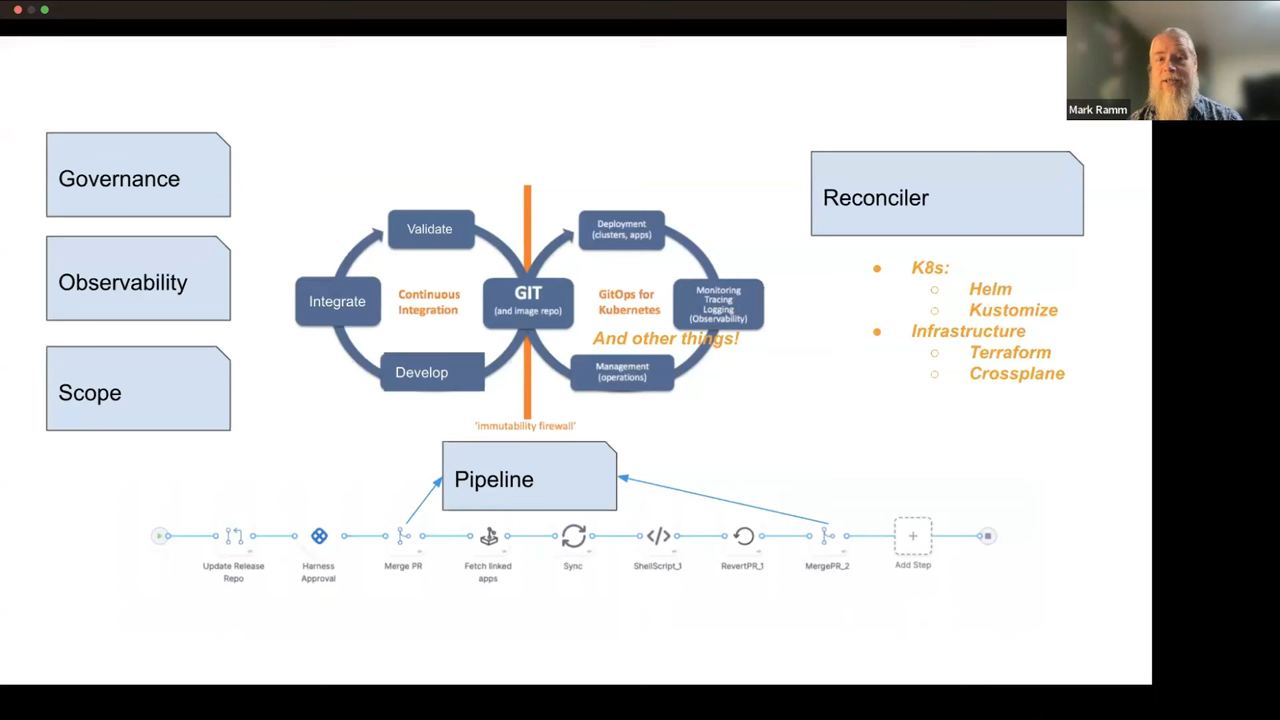 Mark Ramm
Governance
Observability
Scope
Validate
Integrate
Continuous
Integration
Develop
GIT
(and image repo)
Deployment
(clusters, apps)
GitOps for
Kubernetes
And other things!
Monitoring
Tracing
Logging
(Observability)
Management
(operations)
'immutability firewall'
Reconciler
K8s:
Helm
Kustomize
Infrastructure
Terraform
Crossplane
Pipeline
Update Release
Repo
Harness
Approval
Merge PR
Fetch linked
apps
Sync
ShellScript_1
RevertPR_1
MergePR_2
Add Step